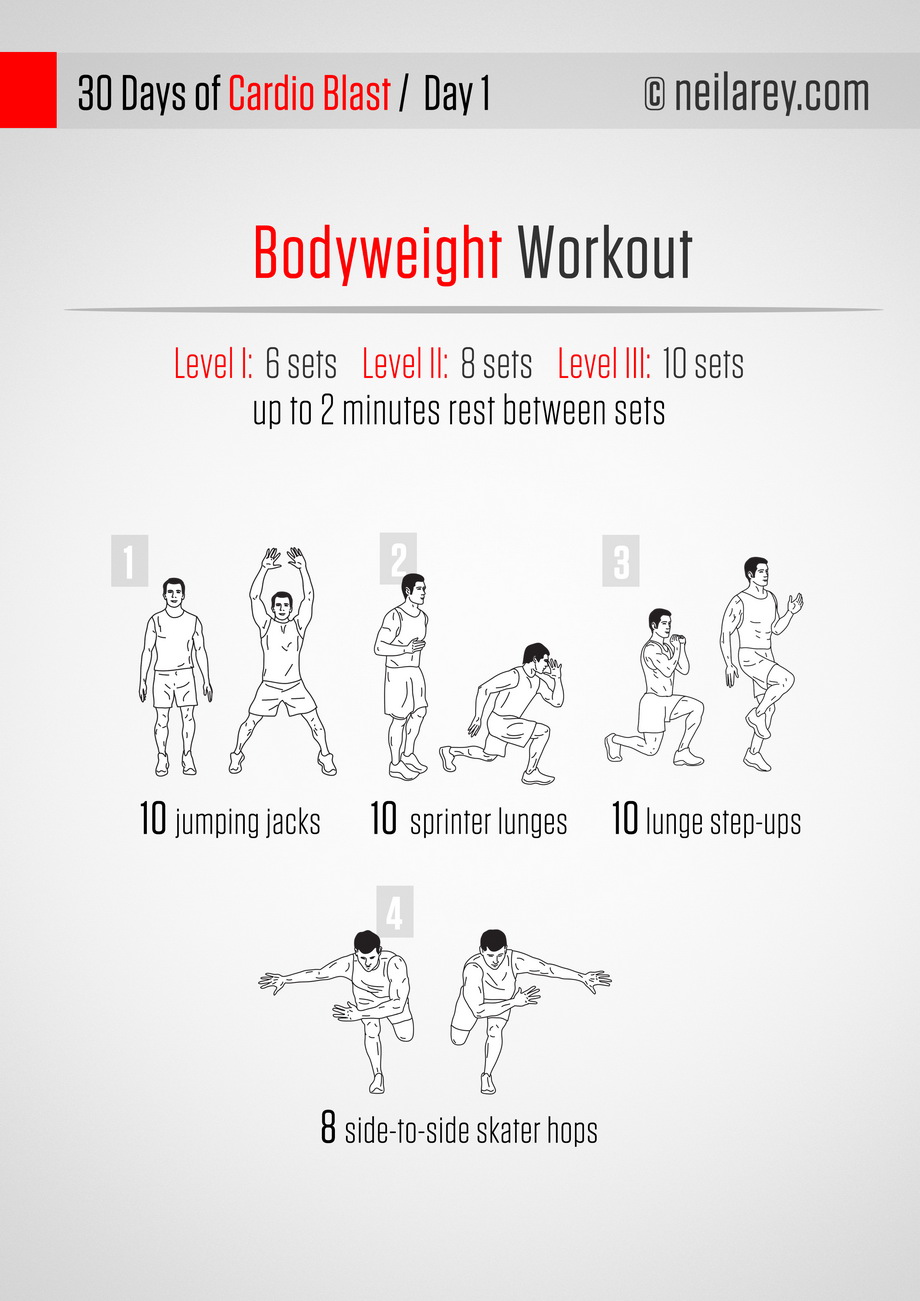 30 Days of Cardio Blast / Day 1
© neilarey.com
Bodyweight Workout
Level I: 6 sets Level II: 8 sets Level III: 10 sets
up to 2 minutes rest between sets
1
2
3
10 jumping jacks
10 sprinter lunges
10 lunge step-ups
4
8 side-to-side skater hops